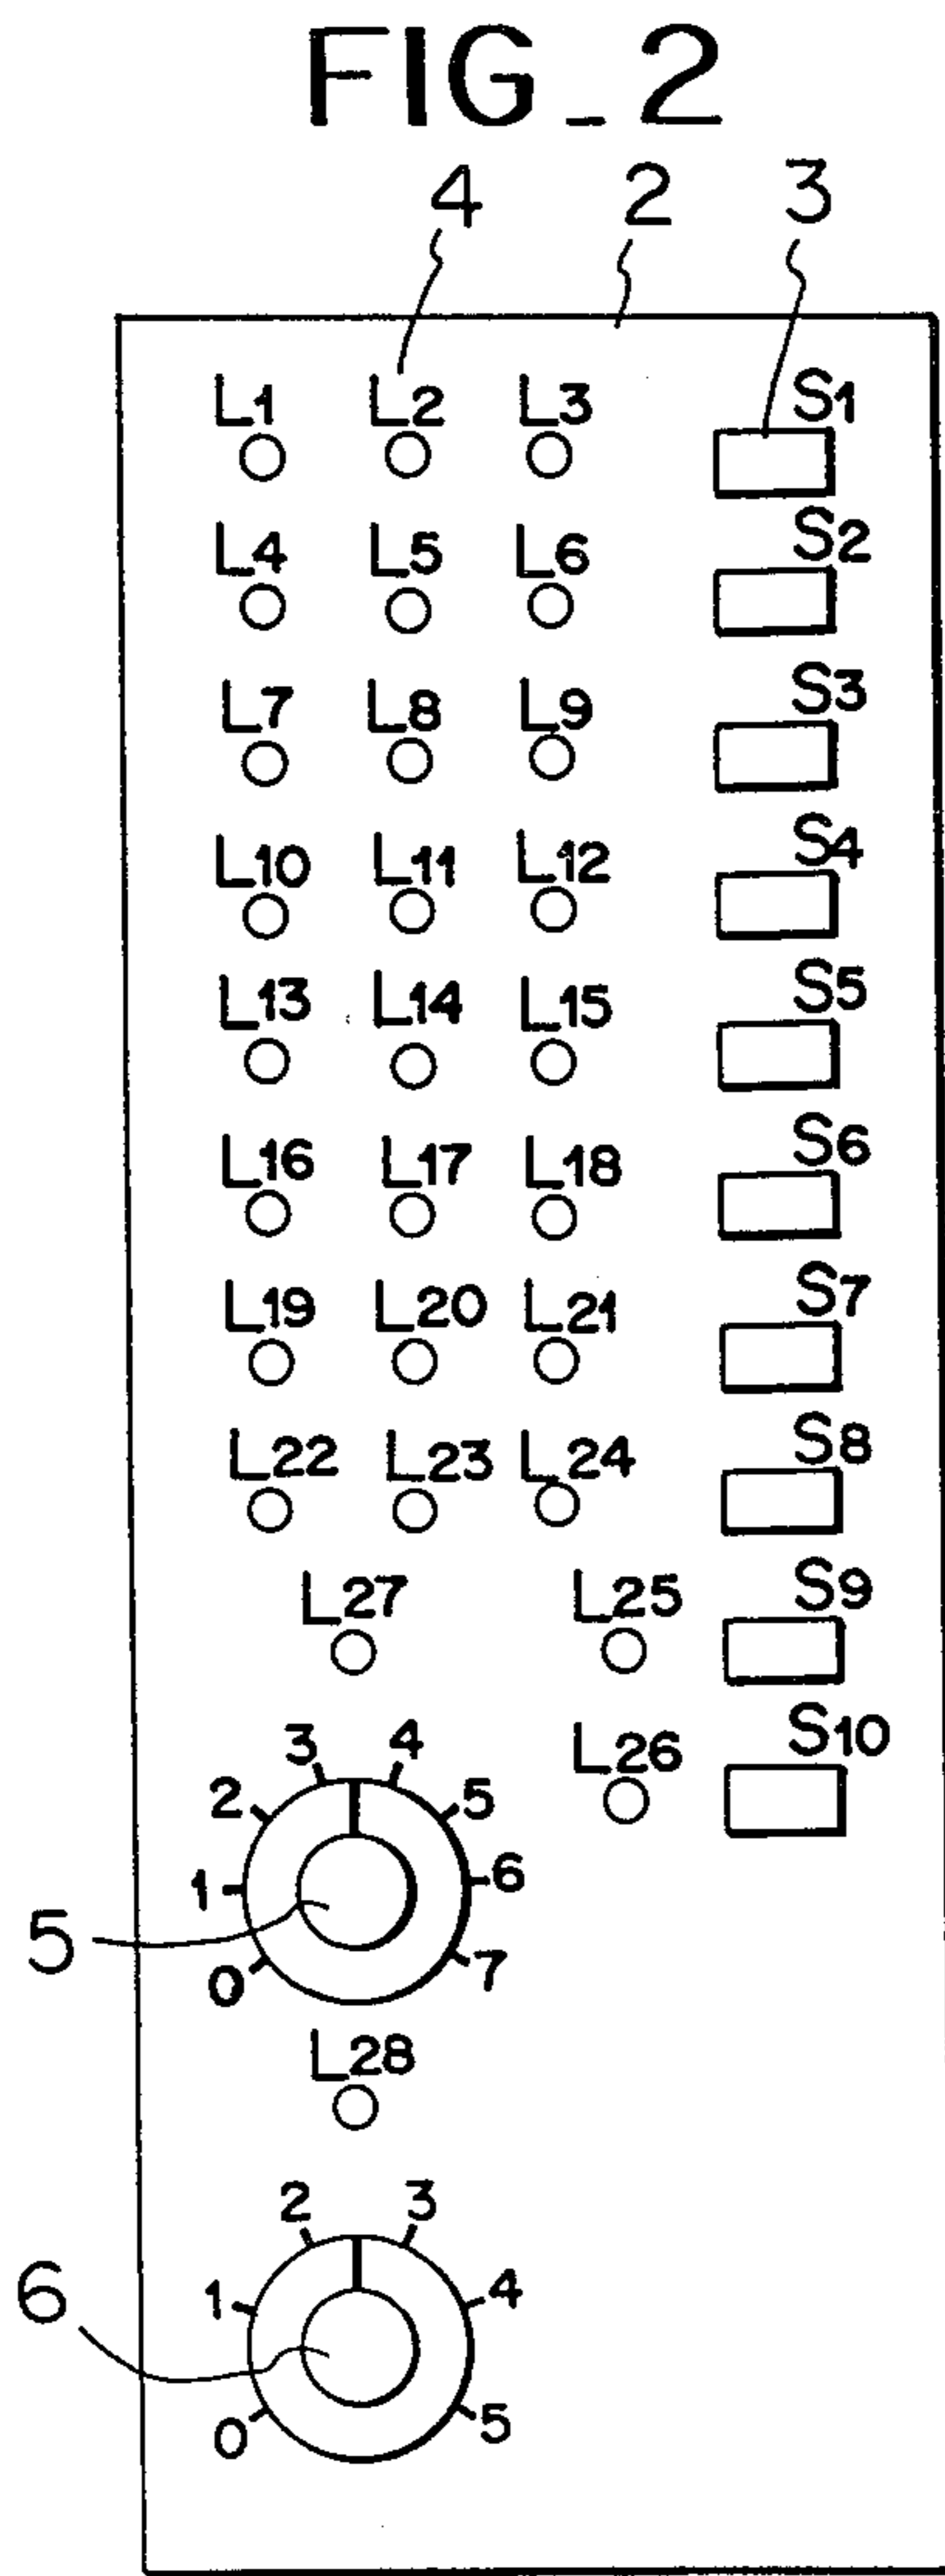 FIG_2
4 2 3
L1 L2 L3 S1
L4 L5 L6 S2
L7 L8 L9 S3
L10 L11 L12 S4
L13 L14 L15 S5
L16 L17 L18 S6
L19 L20 L21 S7
L22 L23 L24 S8
L27 L25 S9
L26 S10
3 4
2 5
1 6
5
0 7
L28
2 3
1 4
6
0 5